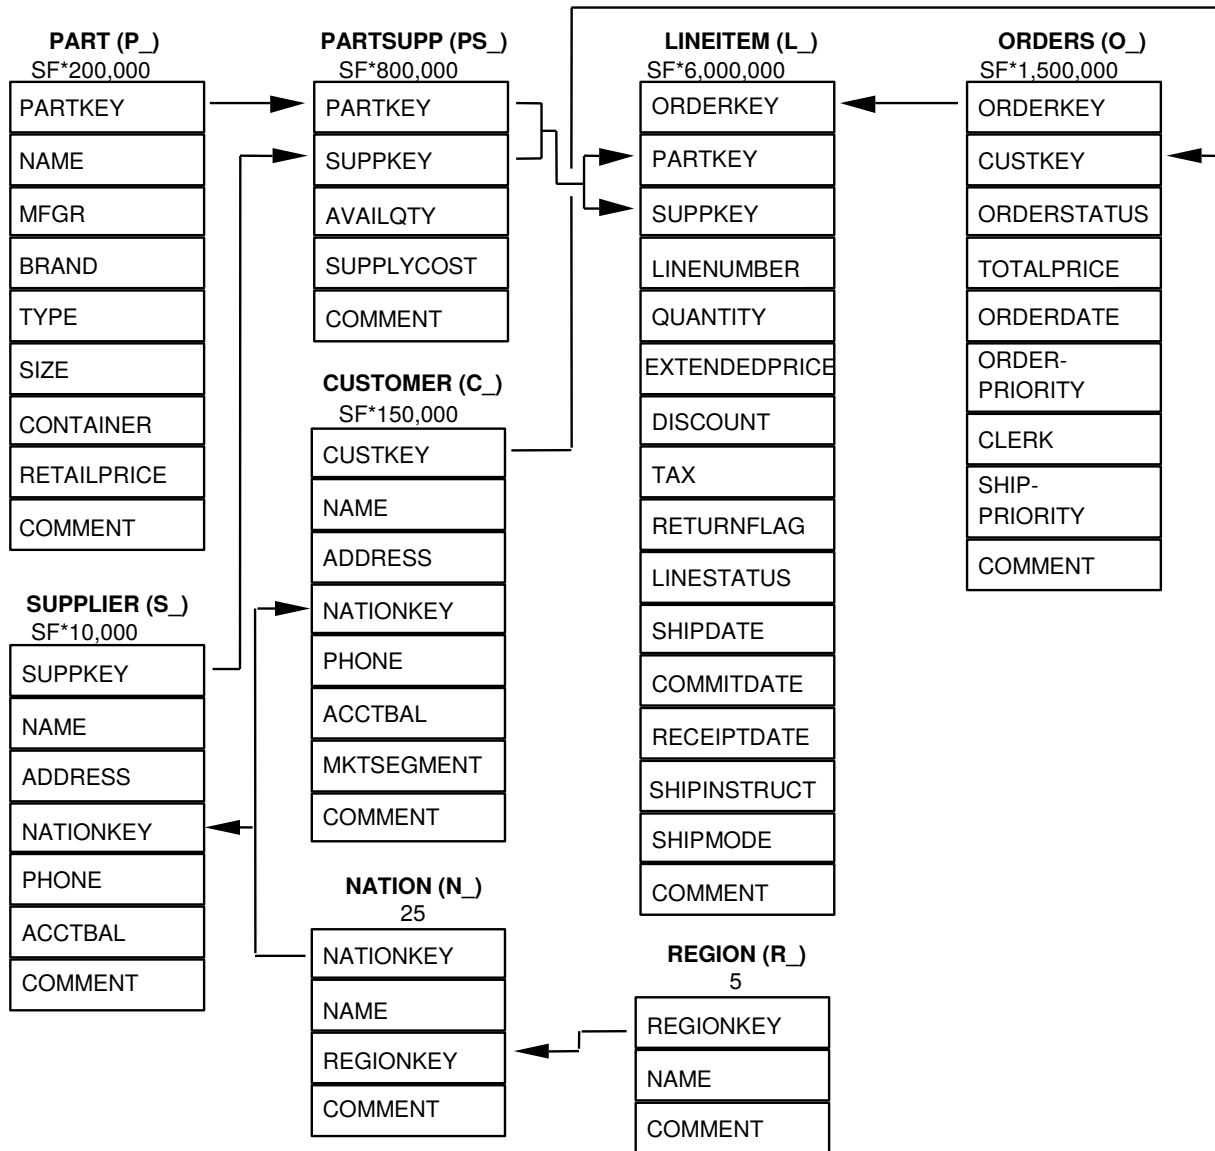 PART (P_)
SF*200,000
PARTKEY
NAME
MFGR
BRAND
TYPE
SIZE
CONTAINER
RETAILPRICE
COMMENT
SUPPLIER (S_)
SF*10,000
SUPPKEY
NAME
ADDRESS
NATIONKEY
PHONE
ACCTBAL
COMMENT
PARTSUPP (PS_)
SF*800,000
PARTKEY
SUPPKEY
AVAILQTY
SUPPLYCOST
COMMENT
CUSTOMER (C_)
SF*150,000
CUSTKEY
NAME
ADDRESS
NATIONKEY
PHONE
ACCTBAL
MKTSEGMENT
COMMENT
NATION (N_)
25
NATIONKEY
NAME
REGIONKEY
COMMENT
LINEITEM (L_)
SF*6,000,000
ORDERKEY
PARTKEY
SUPPKEY
LINENUMBER
QUANTITY
EXTENDEDPRICE
DISCOUNT
TAX
RETURNFLAG
LINESTATUS
SHIPDATE
COMMITDATE
RECEIPTDATE
SHIPINSTRUCT
SHIPMODE
COMMENT
REGION (R_)
5
REGIONKEY
NAME
COMMENT
ORDERS (O_)
SF*1,500,000
ORDERKEY
CUSTKEY
ORDERSTATUS
TOTALPRICE
ORDERDATE
ORDER-
PRIORITY
CLERK
SHIP-
PRIORITY
COMMENT